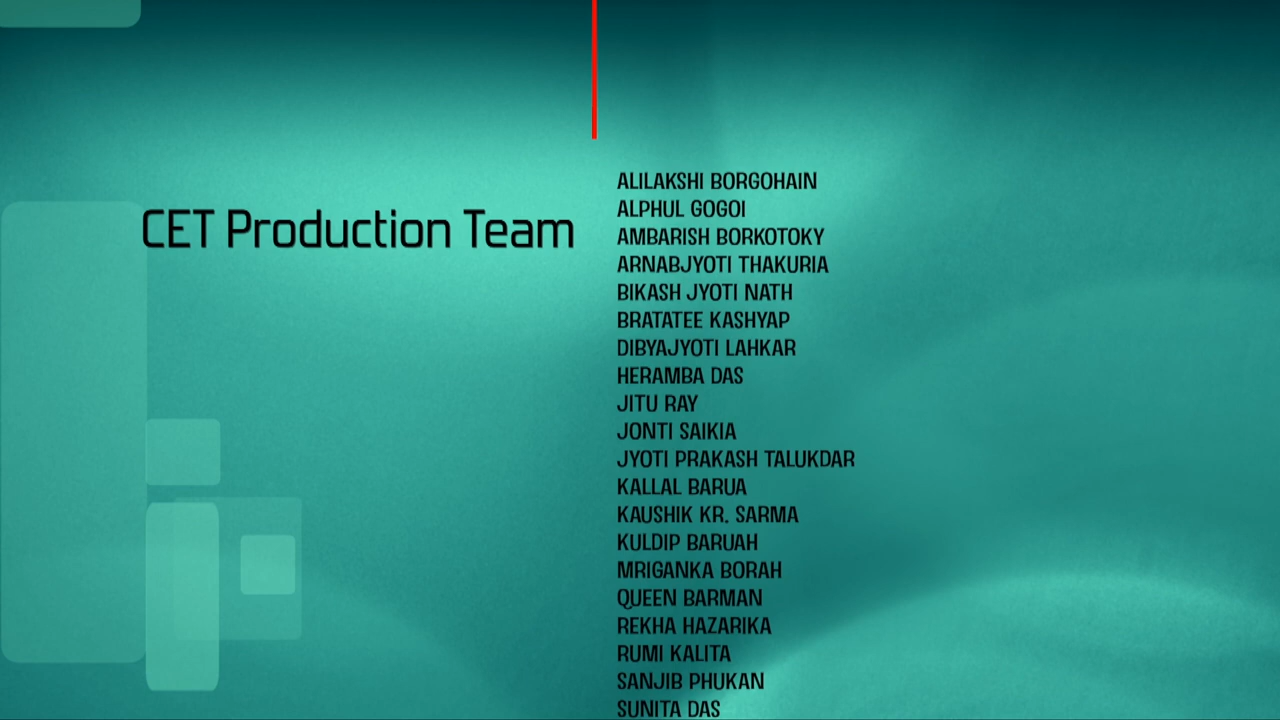 CET Production Team
ALILAKSHI BORGOHAIN
ALPHUL GOGOI
AMBARISH BORKOTOKY
ARNABJYOTI THAKURIA
BIKASH JYOTI NATH
BRATATEE KASHYAP
DIBYAJYOTI LAHKAR
HERAMBA DAS
JITU RAY
JONTI SAIKIA
JYOTI PRAKASH TALUKDAR
KALLAL BARUA
KAUSHIK KR. SARMA
KULDIP BARUAH
MRIGANKA BORAH
QUEEN BARMAN
REKHA HAZARIKA
RUMI KALITA
SANJIB PHUKAN
SUNITA DAS